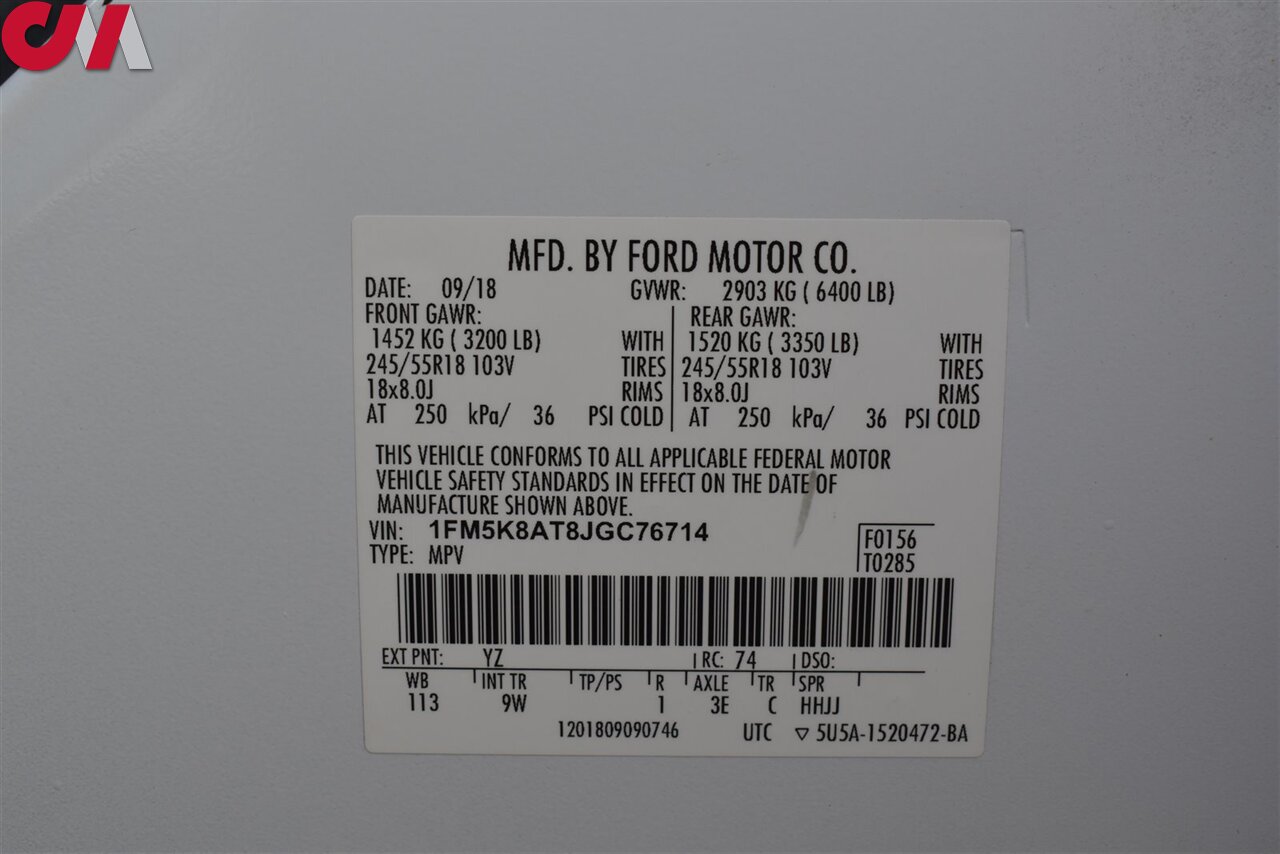 CM
MFD. BY FORD MOTOR CO.
DATE: 09/18 GVWR: 2903 KG ( 6400 LB)
FRONT GAWR: REAR GAWR:
1452 KG ( 3200 LB) WITH 1520 KG ( 3350 LB) WITH
245/55R18 103V TIRES 245/55R18 103V TIRES
18x8.0J RIMS 18x8.0J RIMS
AT 250 kPa/ 36 PSI COLD AT 250 kPa/ 36 PSI COLD
THIS VEHICLE CONFORMS TO ALL APPLICABLE FEDERAL MOTOR
VEHICLE SAFETY STANDARDS IN EFFECT ON THE DATE OF
MANUFACTURE SHOWN ABOVE.
VIN: 1FM5K8AT8JGC76714
F0156
TYPE: MPV
T0285
EXT PNT: YZ RC: 74 DSO:
WB INT TR TP/PS R AXLE TR SPR
113 9W 1 3E C HHJJ
1201809090746 UTC ▽ 5U5A-1520472-BA